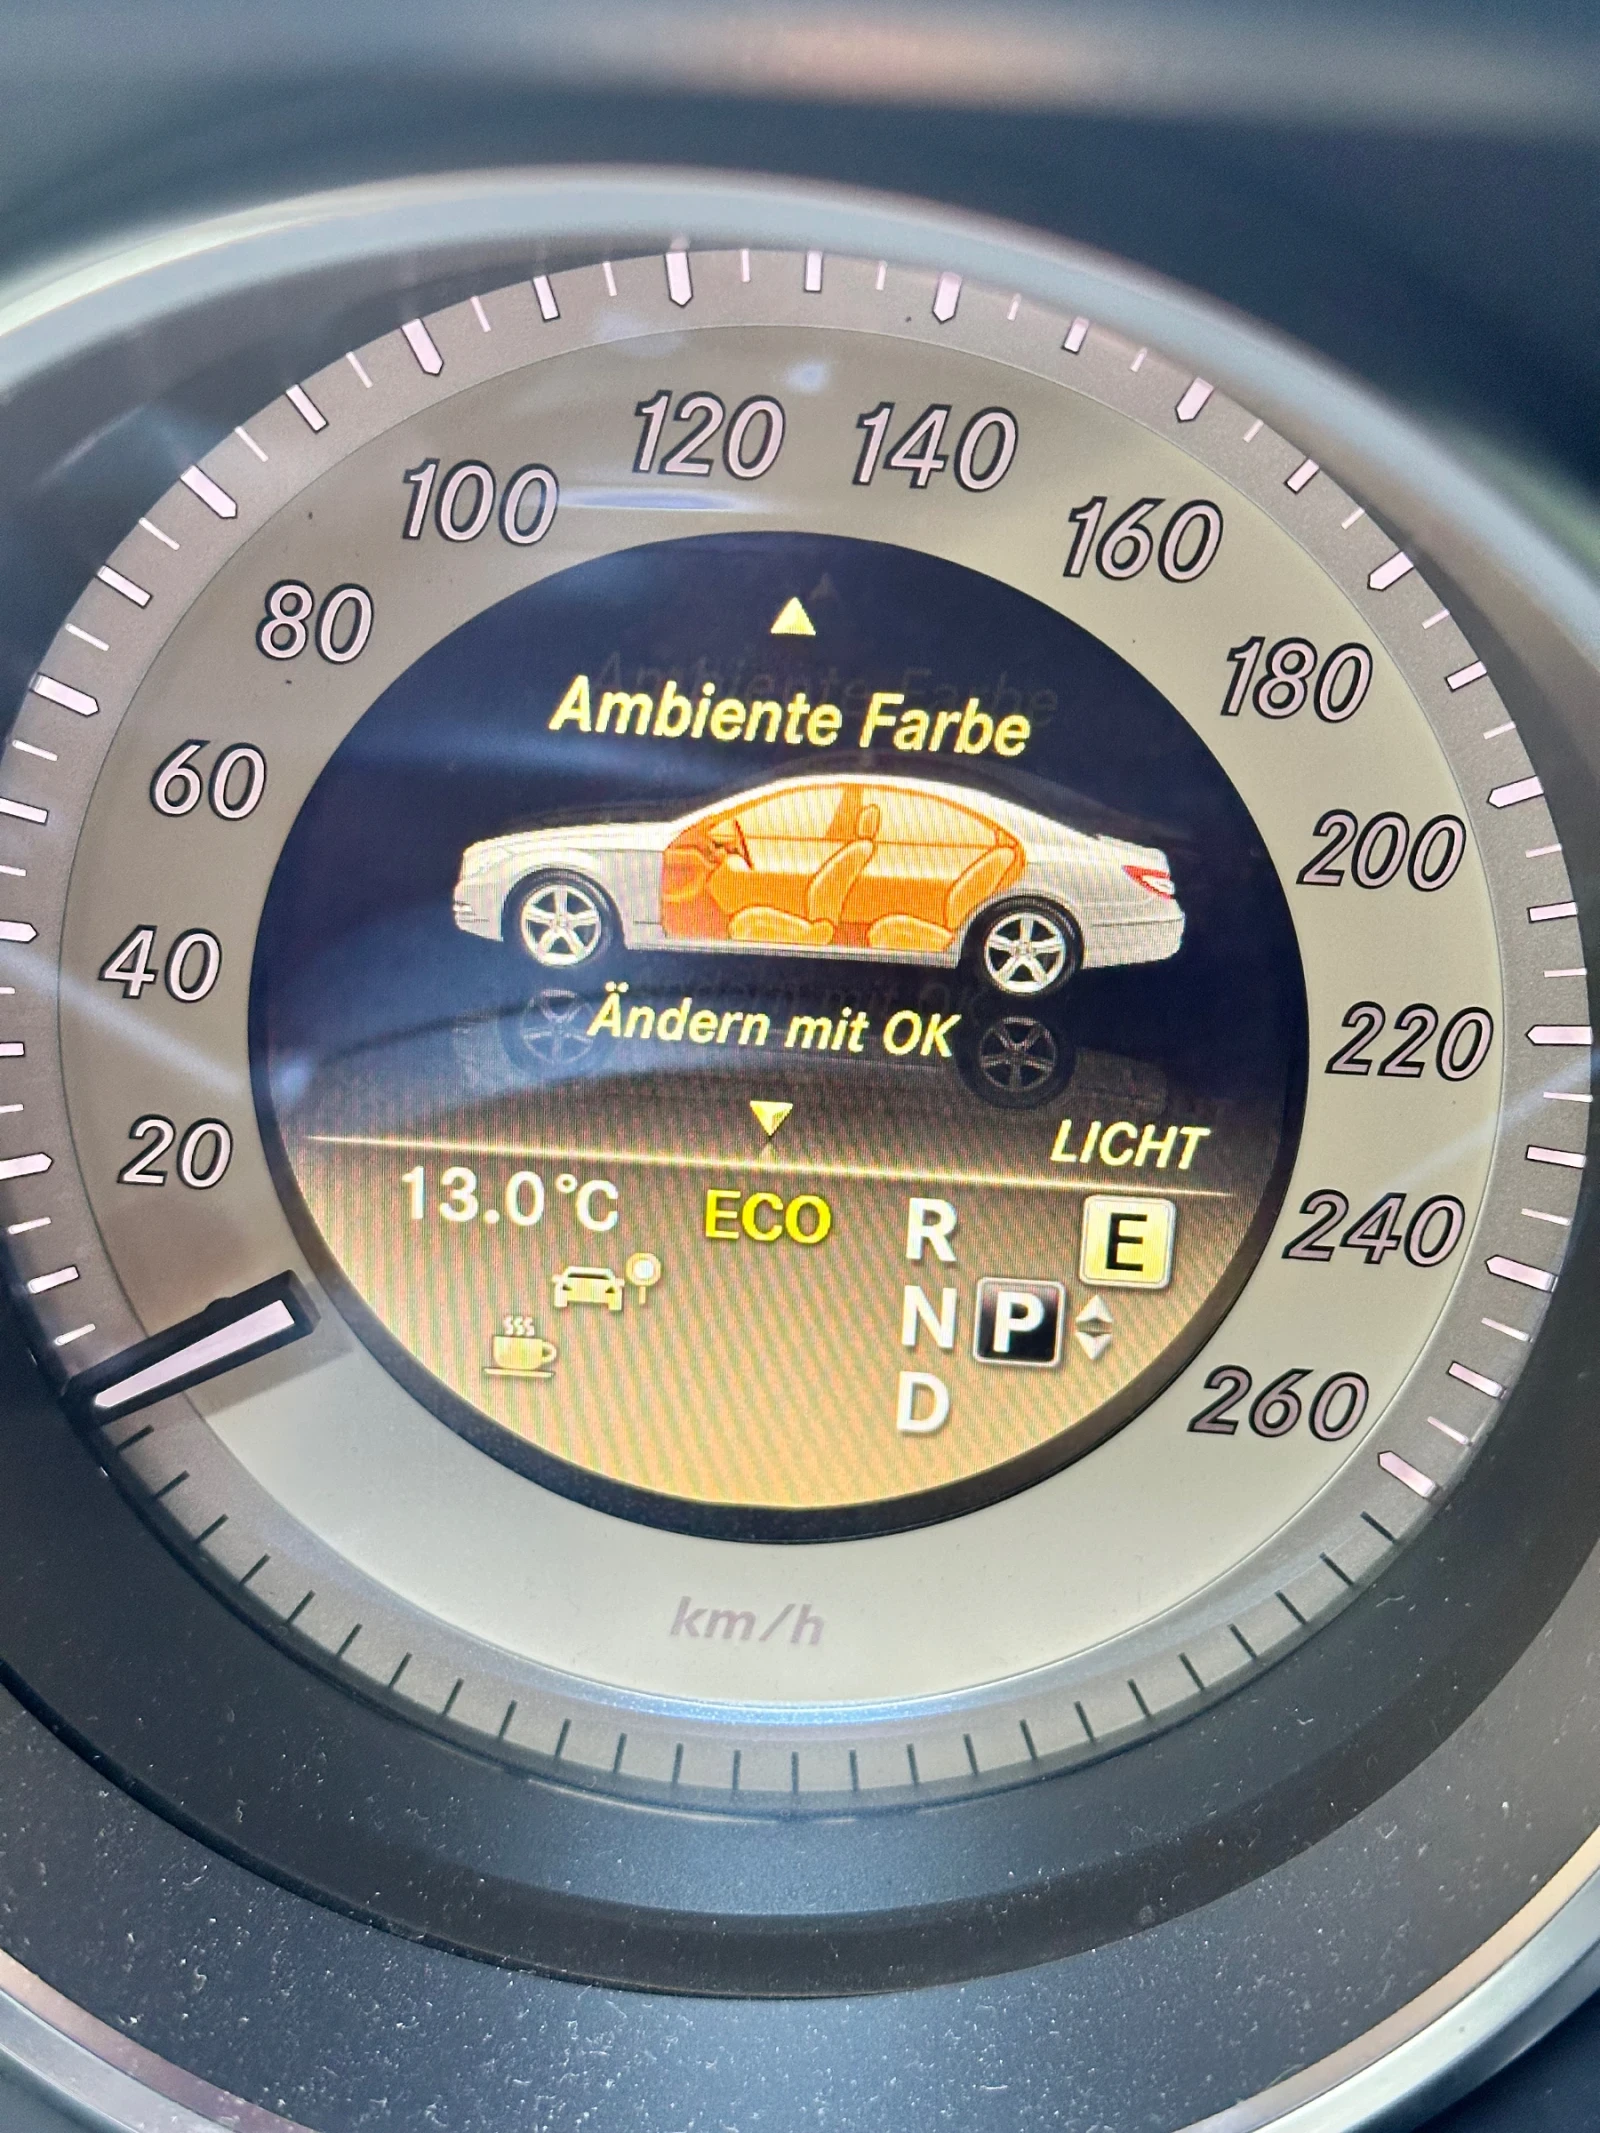 20
40
60
80
100
120
140
160
180
200
220
240
260
Ambiente Farbe
Ändern mit OK
LICHT
13.0°C
ECO
R
E
N
P
D
km/h